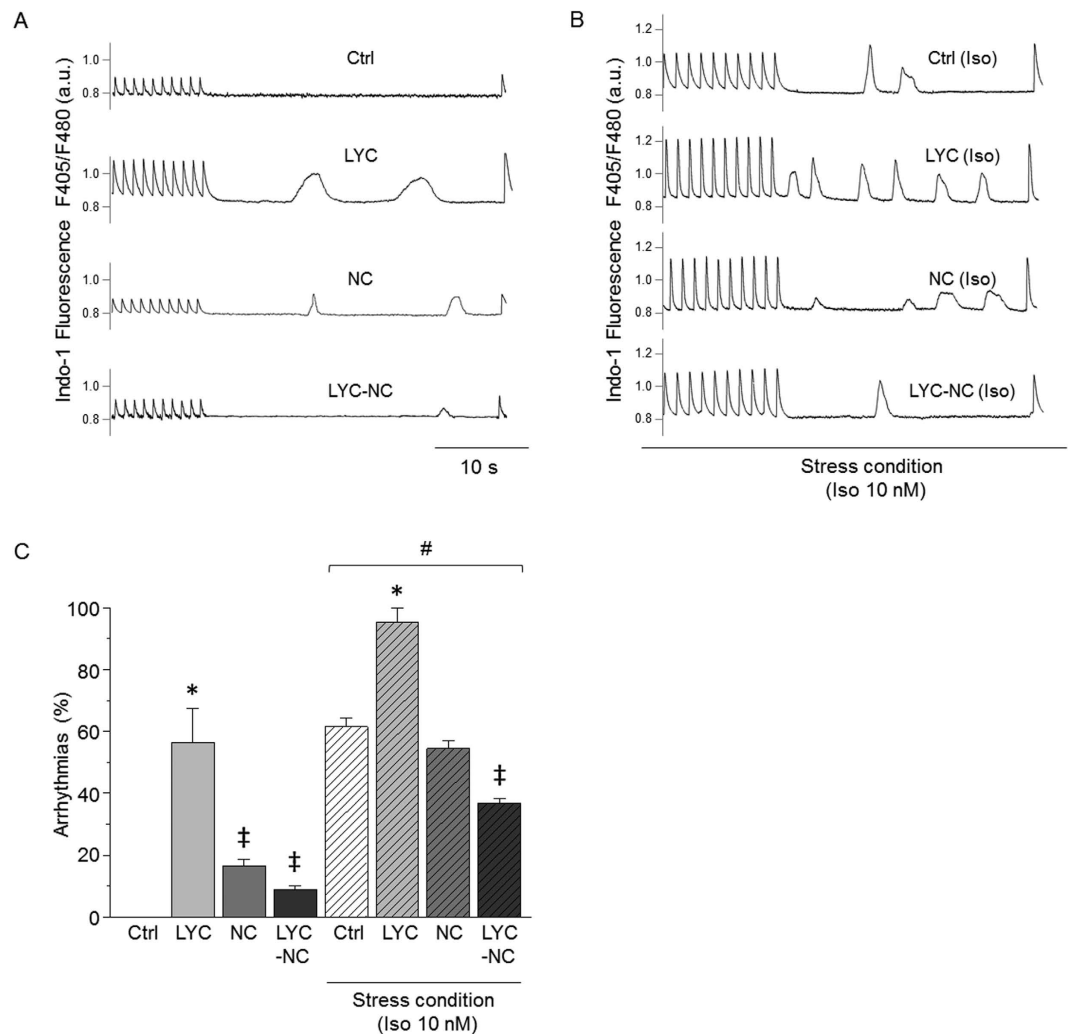 A
Indo-1 Fluorescence F405/F480 (a.u.)
Ctrl
1.0
0.8
LYC
1.0
0.8
NC
1.0
0.8
LYC-NC
1.0
0.8
10 s
B
Indo-1 Fluorescence F405/F480 (a.u.)
1.2
Ctrl (Iso)
1.0
0.8
1.2
LYC (Iso)
1.0
0.8
1.2
NC (Iso)
1.0
0.8
1.2
LYC-NC (Iso)
1.0
0.8
Stress condition
(Iso 10 nM)
C
Arrhythmias (%)
100
80
60
40
20
0
#
*
‡
‡
*
‡
Ctrl LYC NC LYC Ctrl LYC NC LYC
-NC -NC
Stress condition
(Iso 10 nM)